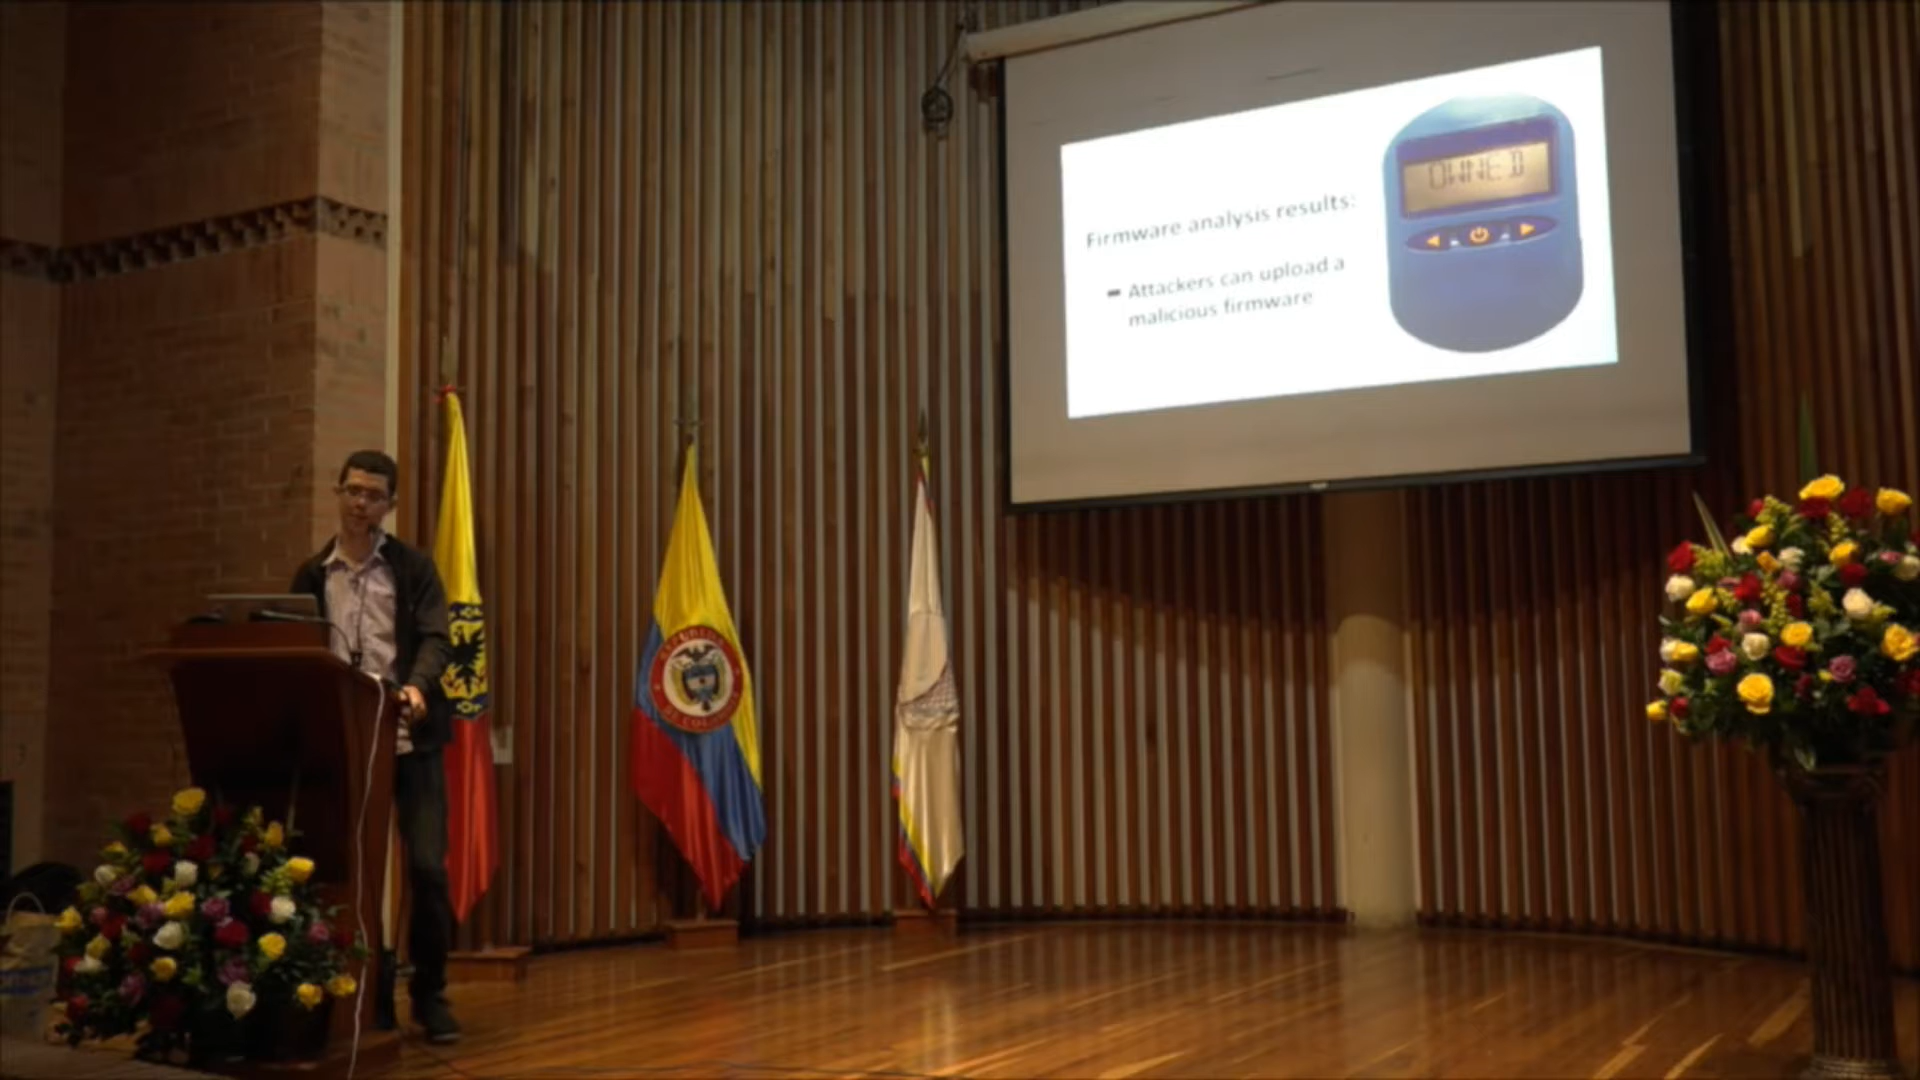 Firmware analysis results:
Attackers can upload a
malicious firmware
OWNED